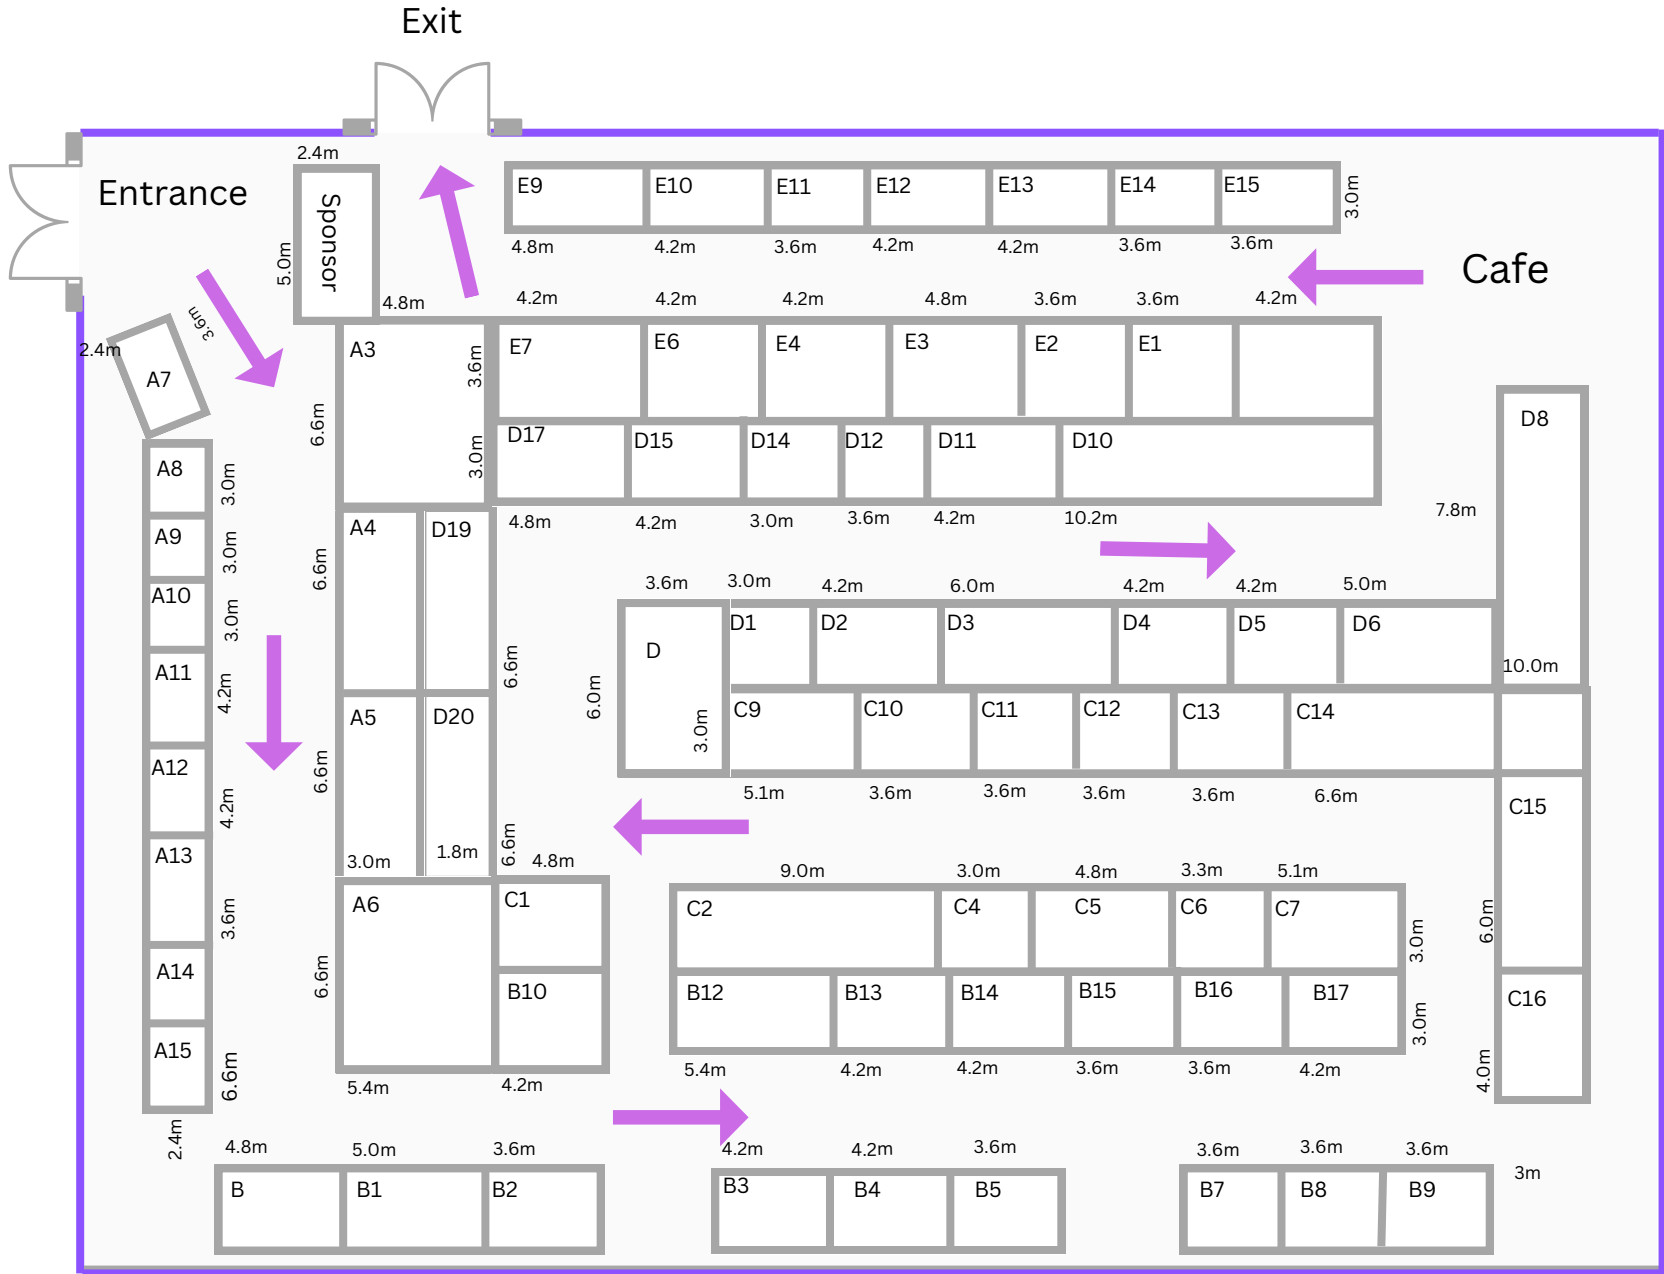 Exit
Entrance
2.4m
Sponsor
5.0m
E9
E10
E11
E12
E13
E14
E15
3.0m
4.8m
4.2m
3.6m
4.2m
4.2m
3.6m
3.6m
Cafe
4.8m
4.2m
4.2m
4.2m
4.8m
3.6m
3.6m
4.2m
3.6m
2.4m
A7
A3
3.6m
6.6m
E7
E6
E4
E3
E2
E1
D17
D15
D14
D12
D11
D10
3.0m
D8
7.8m
A8
3.0m
A9
3.0m
A10
3.0m
A11
4.2m
A12
4.2m
A13
3.6m
A14
A15
6.6m
2.4m
A4
D19
6.6m
4.8m
4.2m
3.0m
3.6m
4.2m
10.2m
3.6m
3.0m
4.2m
6.0m
4.2m
4.2m
5.0m
D
D1
D2
D3
D4
D5
D6
10.0m
6.6m
6.0m
3.0m
A5
D20
6.6m
C9
C10
C11
C12
C13
C14
5.1m
3.6m
3.6m
3.6m
3.6m
6.6m
C15
6.0m
3.0m
1.8m
6.6m
4.8m
A6
C1
6.6m
B10
5.4m
4.2m
9.0m
3.0m
4.8m
3.3m
5.1m
C2
C4
C5
C6
C7
3.0m
B12
B13
B14
B15
B16
B17
3.0m
5.4m
4.2m
4.2m
3.6m
3.6m
4.2m
C16
4.0m
4.8m
5.0m
3.6m
B
B1
B2
4.2m
4.2m
3.6m
B3
B4
B5
3.6m
3.6m
3.6m
B7
B8
B9
3m